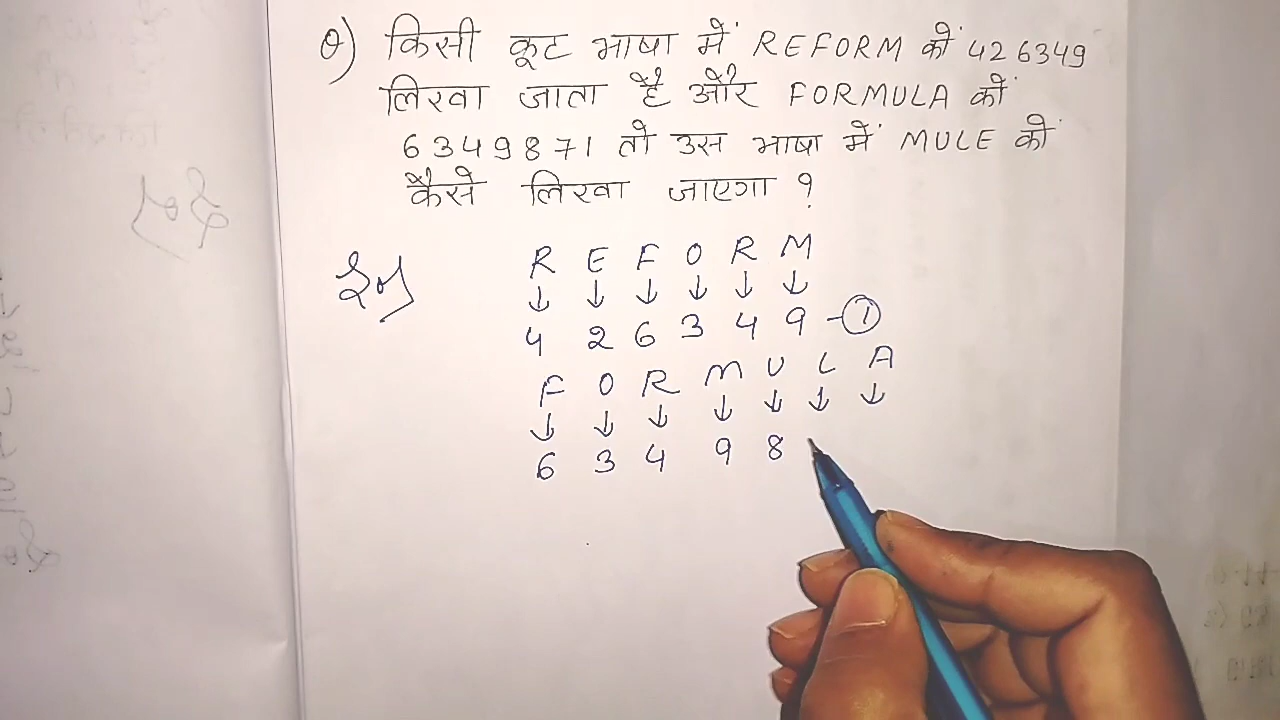 Q) किसी कूट भाषा में REFORM को 426349
लिखा जाता है और FORMULA को
6349871 तो उस भाषा में MULE को
कैसे लिखा जाएगा ?
R E F O R M
↓ ↓ ↓ ↓ ↓ ↓
4 2 6 3 4 9 -①
F O R M U L A
↓ ↓ ↓ ↓ ↓ ↓ ↓
6 3 4 9 8